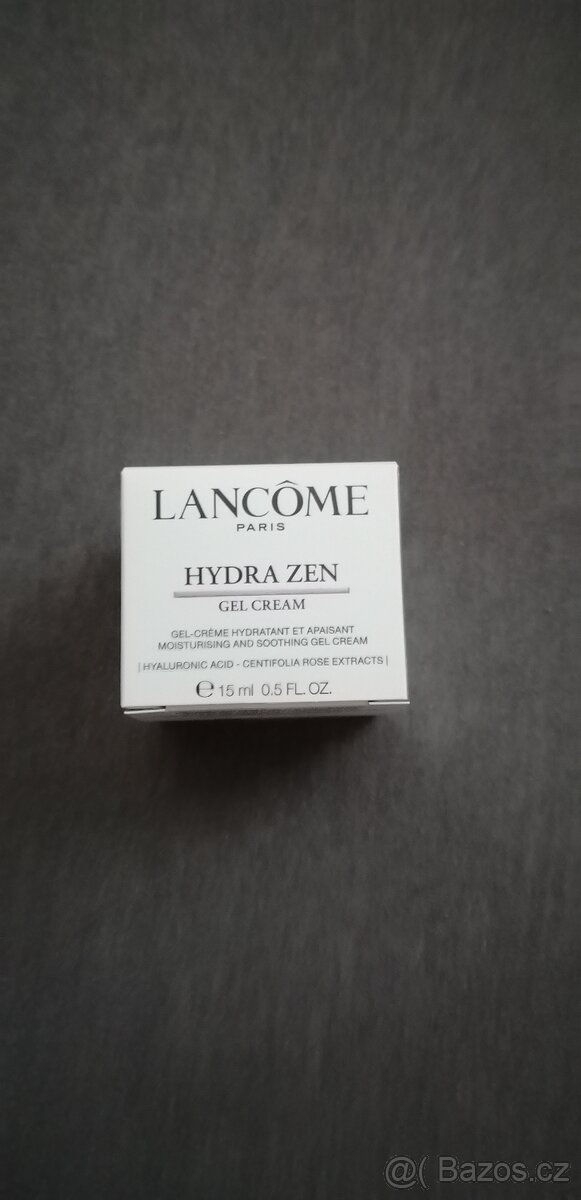 LANCÔME
PARIS
HYDRA ZEN
GEL CREAM
GEL-CRÈME HYDRATANT ET APAISANT
MOISTURISING AND SOOTHING GEL CREAM
| HYALURONIC ACID - CENTIFOLIA ROSE EXTRACTS |
℮ 15 ml 0.5 FL. OZ.
@( Bazos.cz